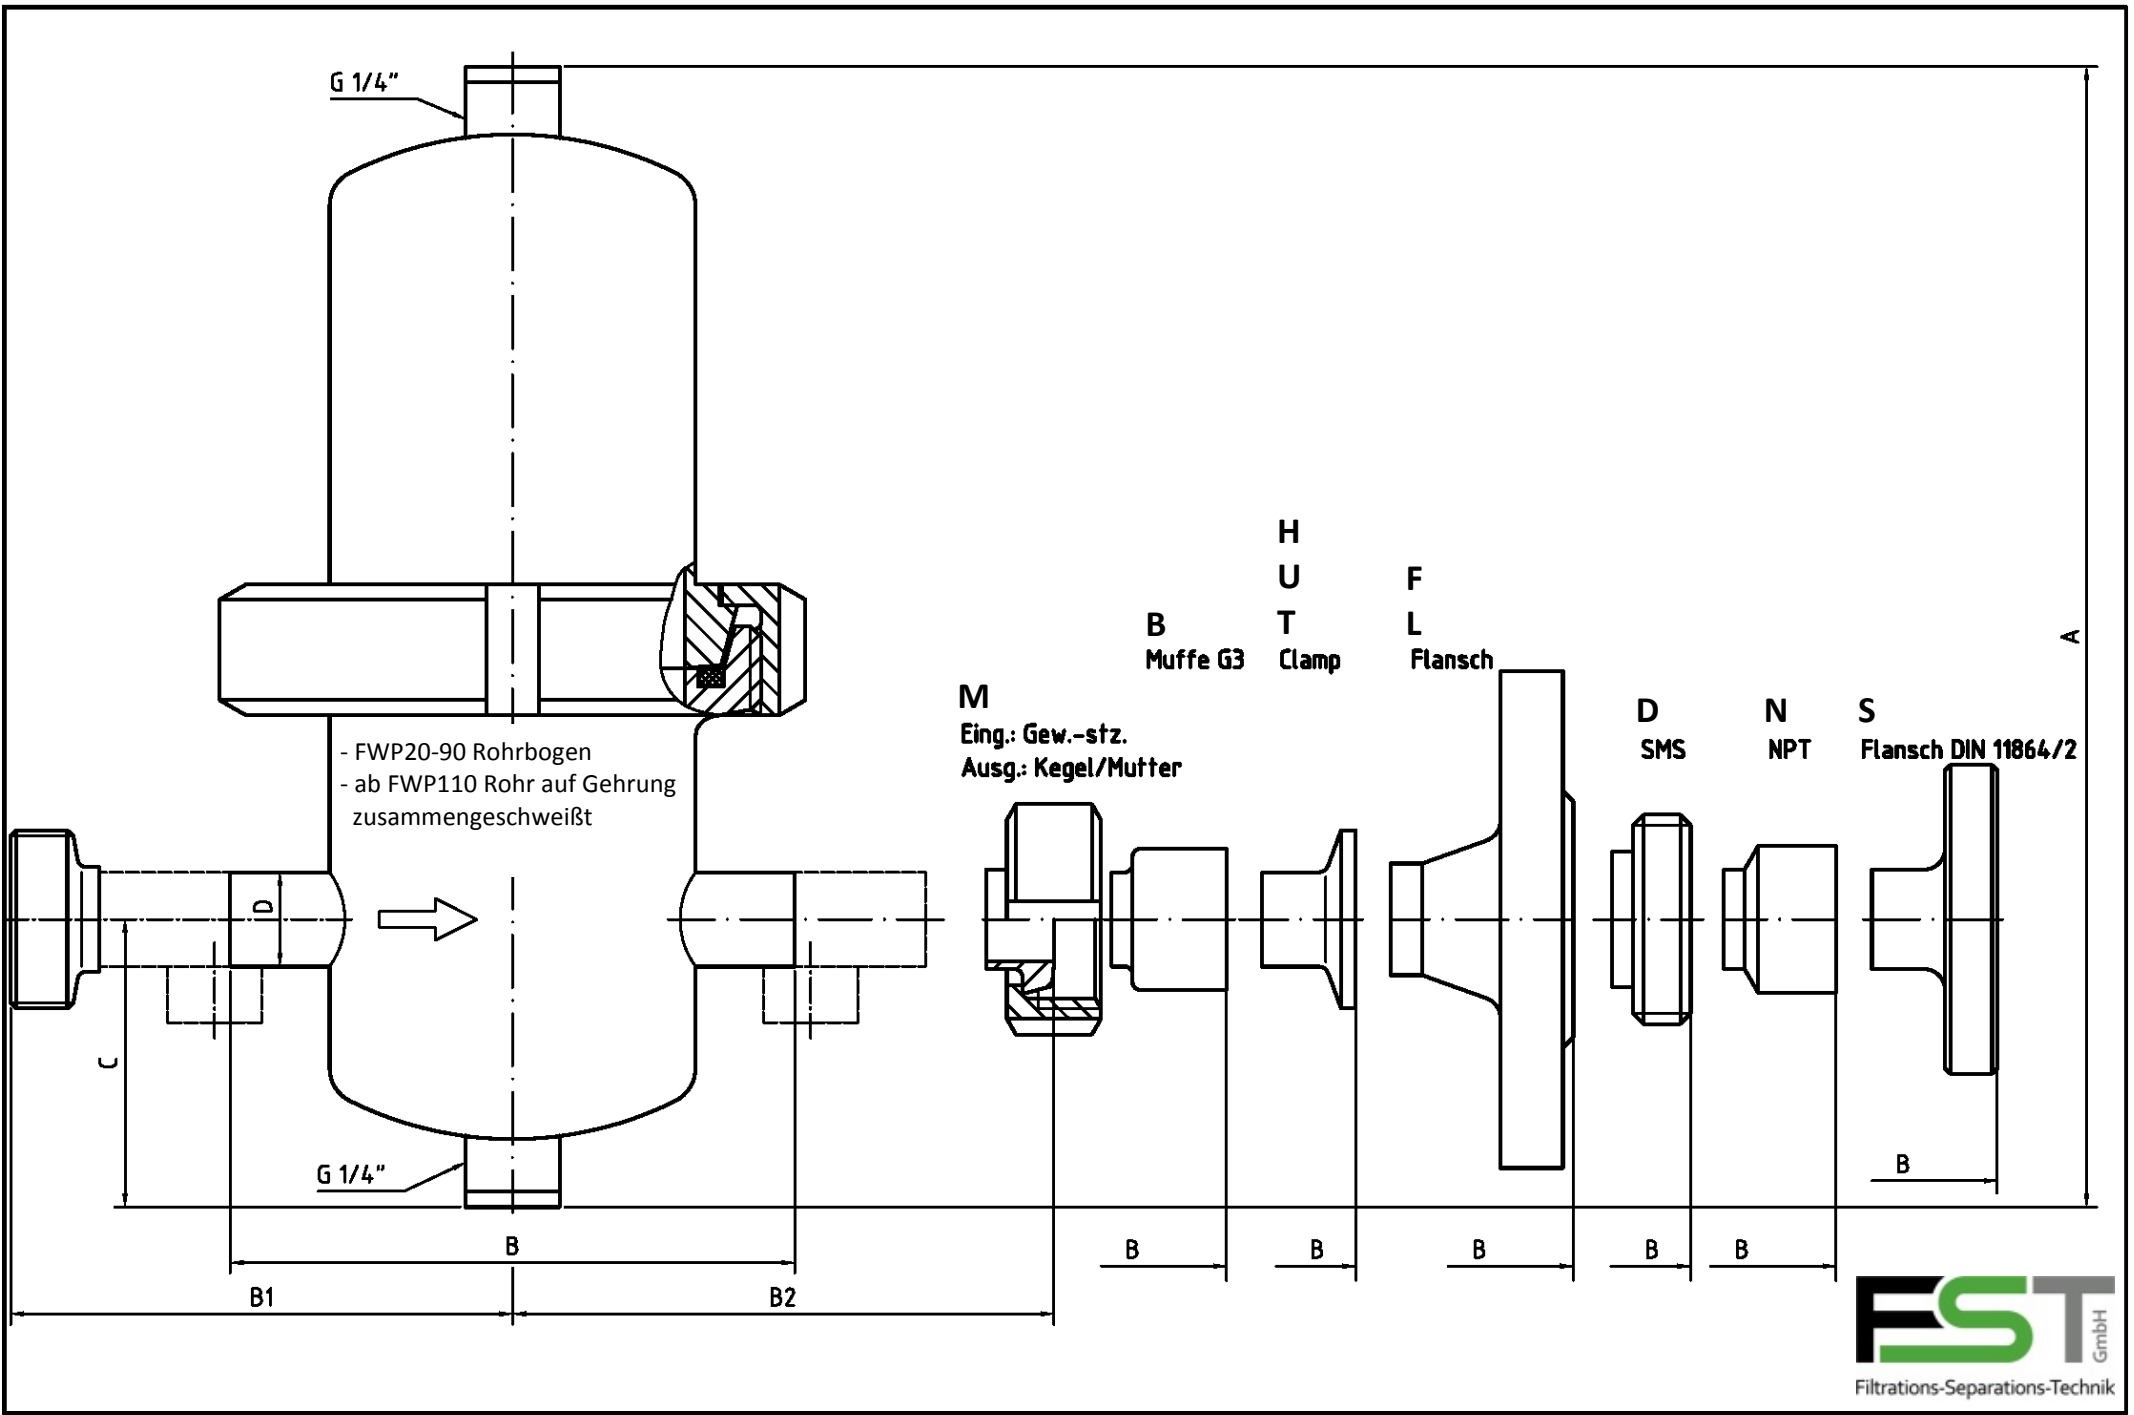 G 1/4"
H
U
T
Clamp
F
L
Flansch
B
Muffe G3
A
M
Eing.: Gew.-stz.
Ausg.: Kegel/Mutter
D
SMS
N
NPT
S
Flansch DIN 11864/2
- FWP20-90 Rohrbogen
- ab FWP110 Rohr auf Gehrung
zusammengeschweißt
D
C
G 1/4"
B
B
B
B
B
B
B
B1
B2
FST
GmbH
Filtrations-Separations-Technik